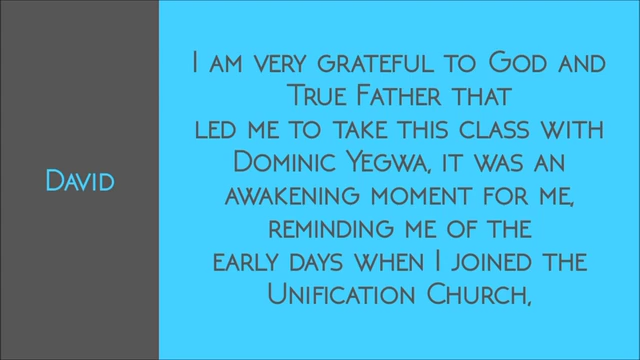 David
I am very grateful to God and
True Father that
led me to take this class with
Dominic Yegwa, it was an
awakening moment for me,
reminding me of the
early days when I joined the
Unification Church,